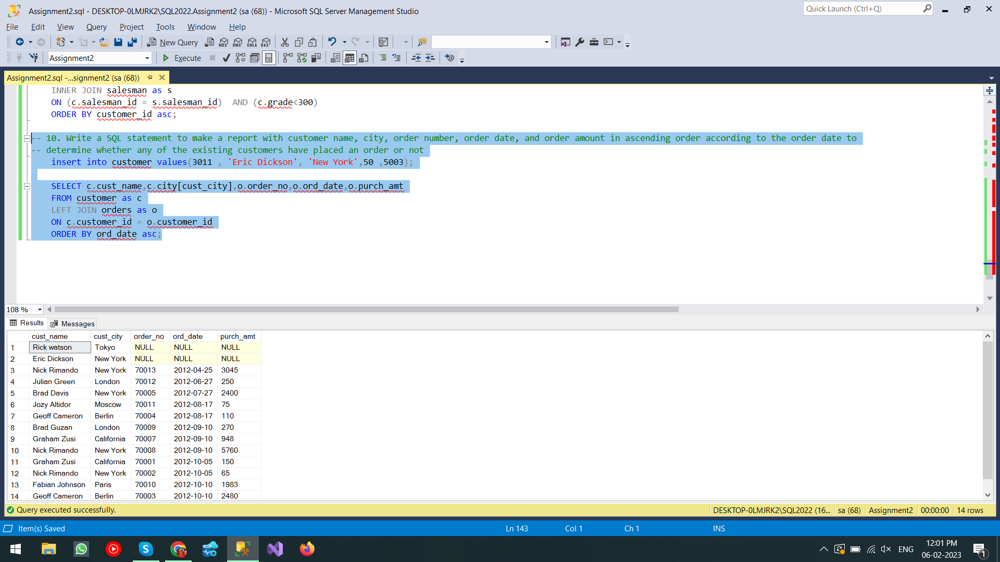 Assignment2.sql - DESKTOP-0LMJRK2\SQL2022.Assignment2 (sa (68)) - Microsoft SQL Server Management Studio
Quick Launch (Ctrl+Q)
File Edit View Query Project Tools Window Help
New Query MDX DMX XMLA DAX
Assignment2 Execute
Assignment2.sql -...signment2 (sa (68))
INNER JOIN salesman as s
ON (c.salesman_id = s.salesman_id)  AND (c.grade<300)
ORDER BY customer_id asc;
-- 10. Write a SQL statement to make a report with customer name, city, order number, order date, and order amount in ascending order according to the order date to
-- determine whether any of the existing customers have placed an order or not
insert into customer values(3011 , 'Eric Dickson', 'New York',50 ,5003);
SELECT c.cust_name,c.city[cust_city],o.order_no,o.ord_date,o.purch_amt
FROM customer as c
LEFT JOIN orders as o
ON c.customer_id = o.customer_id
ORDER BY ord_date asc;
108 %
Results Messages
cust_name cust_city order_no ord_date purch_amt
1 Rick watson Tokyo NULL NULL NULL
2 Eric Dickson New York NULL NULL NULL
3 Nick Rimando New York 70013 2012-04-25 3045
4 Julian Green London 70012 2012-06-27 250
5 Brad Davis New York 70005 2012-07-27 2400
6 Jozy Altidor Moscow 70011 2012-08-17 75
7 Geoff Cameron Berlin 70004 2012-08-17 110
8 Brad Guzan London 70009 2012-09-10 270
9 Graham Zusi California 70007 2012-09-10 948
10 Nick Rimando New York 70008 2012-09-10 5760
11 Graham Zusi California 70001 2012-10-05 150
12 Nick Rimando New York 70002 2012-10-05 65
13 Fabian Johnson Paris 70010 2012-10-10 1983
14 Geoff Cameron Berlin 70003 2012-10-10 2480
Query executed successfully. DESKTOP-0LMJRK2\SQL2022 (16... sa (68) Assignment2 00:00:00 14 rows
Item(s) Saved Ln 143 Col 1 Ch 1 INS
ENG 12:01 PM
06-02-2023
1